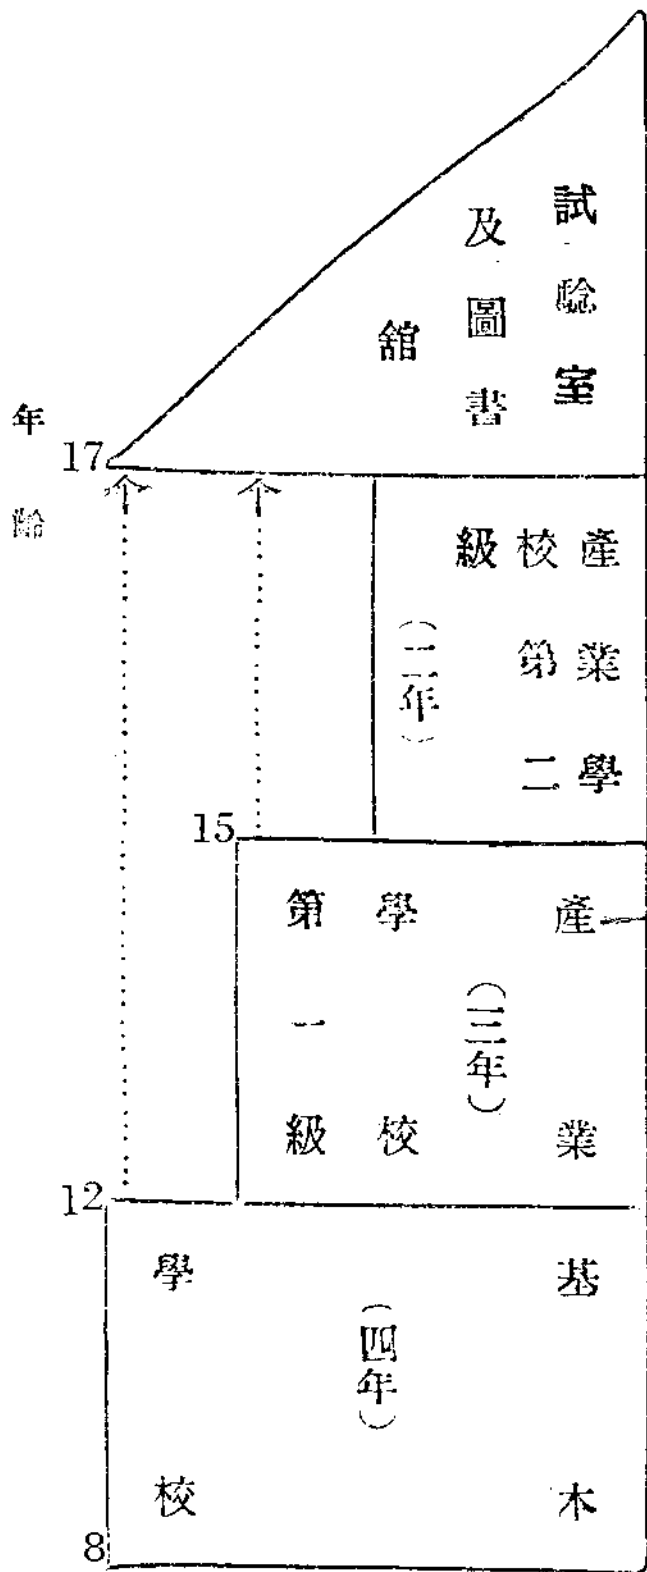 試驗室
及圖書
館
年齡
17
產業學
校第二
級
(二年)
15
產業
(三年)
學校
第一級
12
基本
(四年)
學校
8